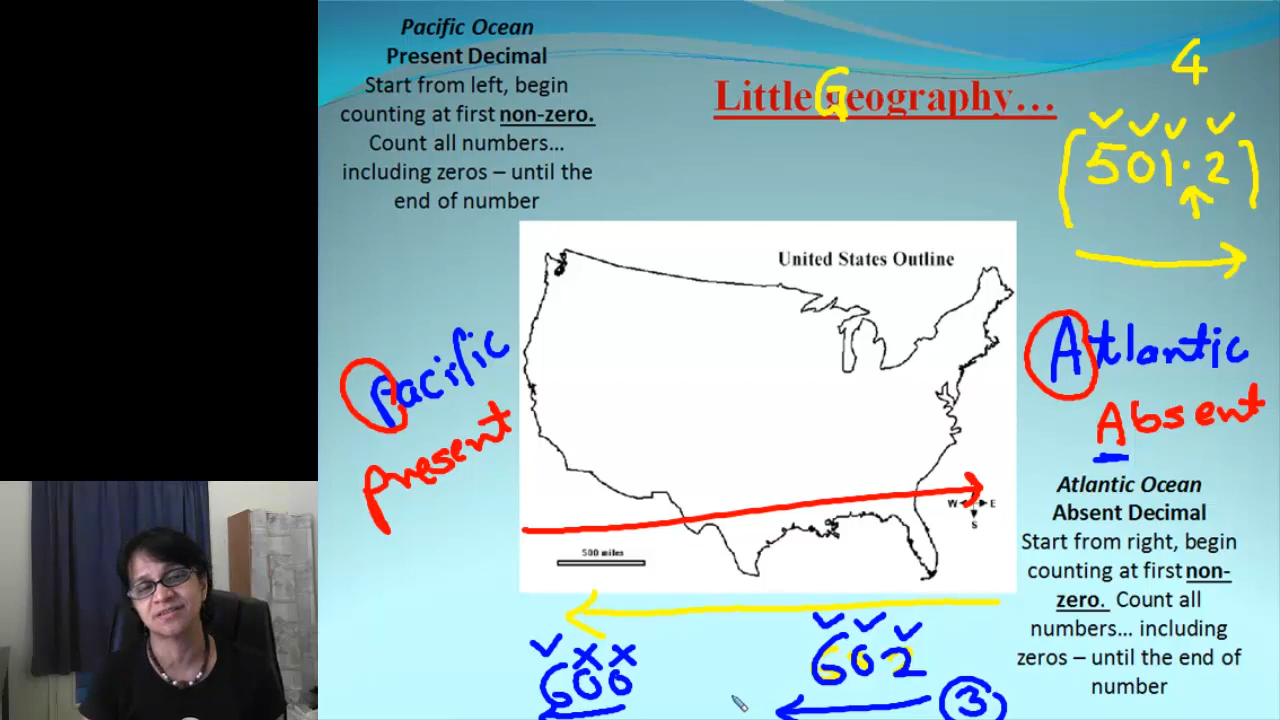 Pacific Ocean
Present Decimal
Start from left, begin
counting at first non-zero.
Count all numbers...
including zeros – until the
end of number
Little Geography...
4
(501.2)
United States Outline
Pacific
Present
Atlantic
Absent
W E
S
500 miles
Atlantic Ocean
Absent Decimal
Start from right, begin
counting at first non-
zero. Count all
numbers... including
zeros – until the end of
number
600
602
3